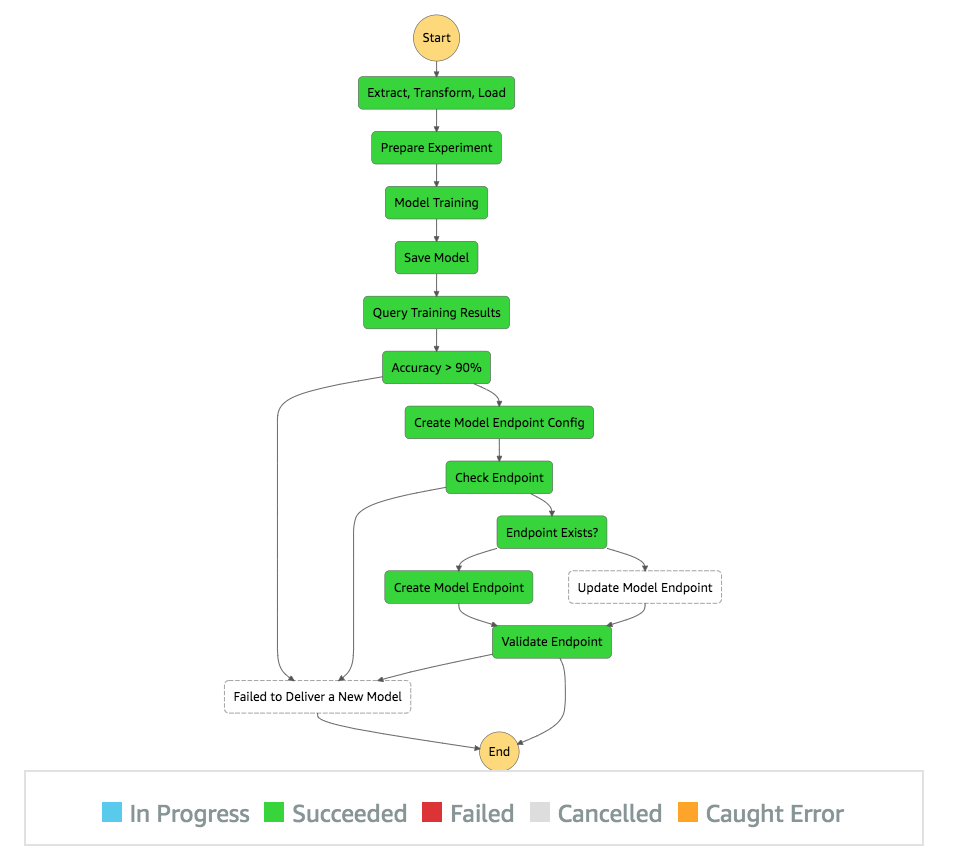 Start
Extract, Transform, Load
Prepare Experiment
Model Training
Save Model
Query Training Results
Accuracy > 90%
Create Model Endpoint Config
Check Endpoint
Endpoint Exists?
Create Model Endpoint
Update Model Endpoint
Validate Endpoint
Failed to Deliver a New Model
End
In Progress
Succeeded
Failed
Cancelled
Caught Error